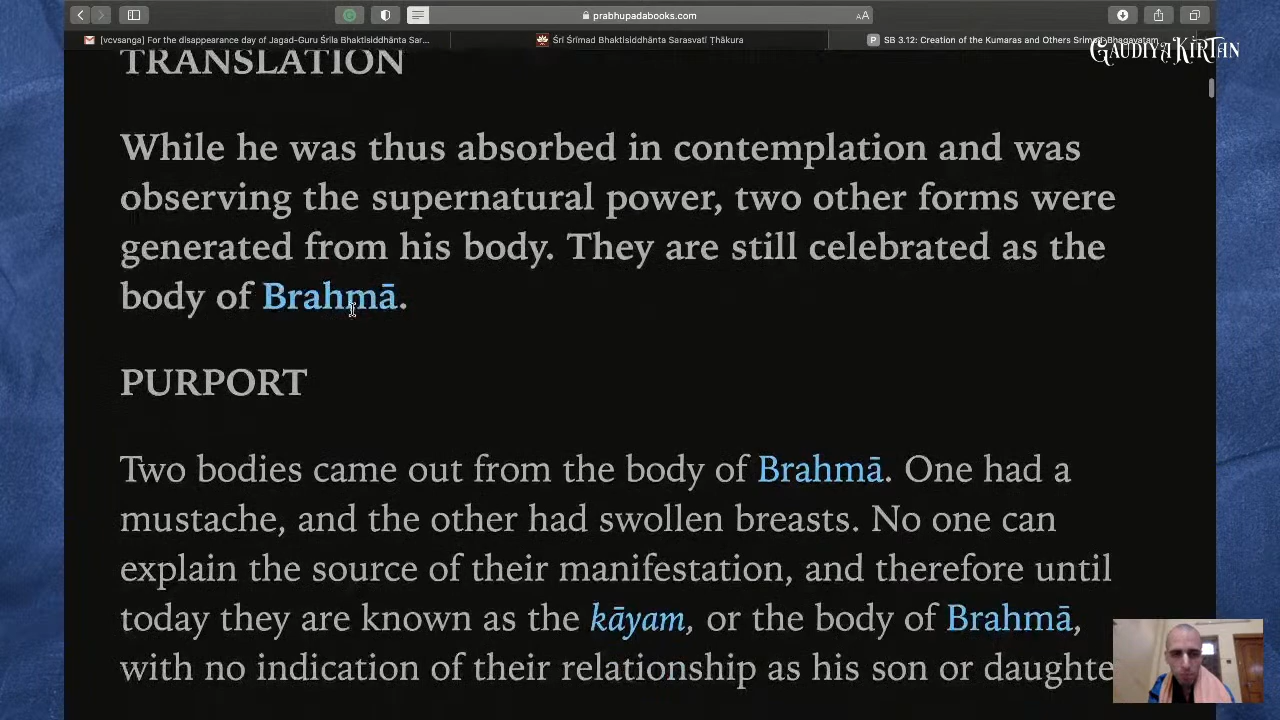 prabhupadabooks.com
AA
[vcvsanga] For the disappearance day of Jagad-Guru Śrīla Bhaktisiddhānta Sar...
Śrī Śrīmad Bhaktisiddhānta Sarasvatī Ṭhākura
SB 3.12: Creation of the Kumaras and Others Srimad-Bhagavatam
GAUDIYA KIRTAN
TRANSLATION
While he was thus absorbed in contemplation and was
observing the supernatural power, two other forms were
generated from his body. They are still celebrated as the
body of Brahmā.
PURPORT
Two bodies came out from the body of Brahmā. One had a
mustache, and the other had swollen breasts. No one can
explain the source of their manifestation, and therefore until
today they are known as the kāyam, or the body of Brahmā,
with no indication of their relationship as his son or daughte